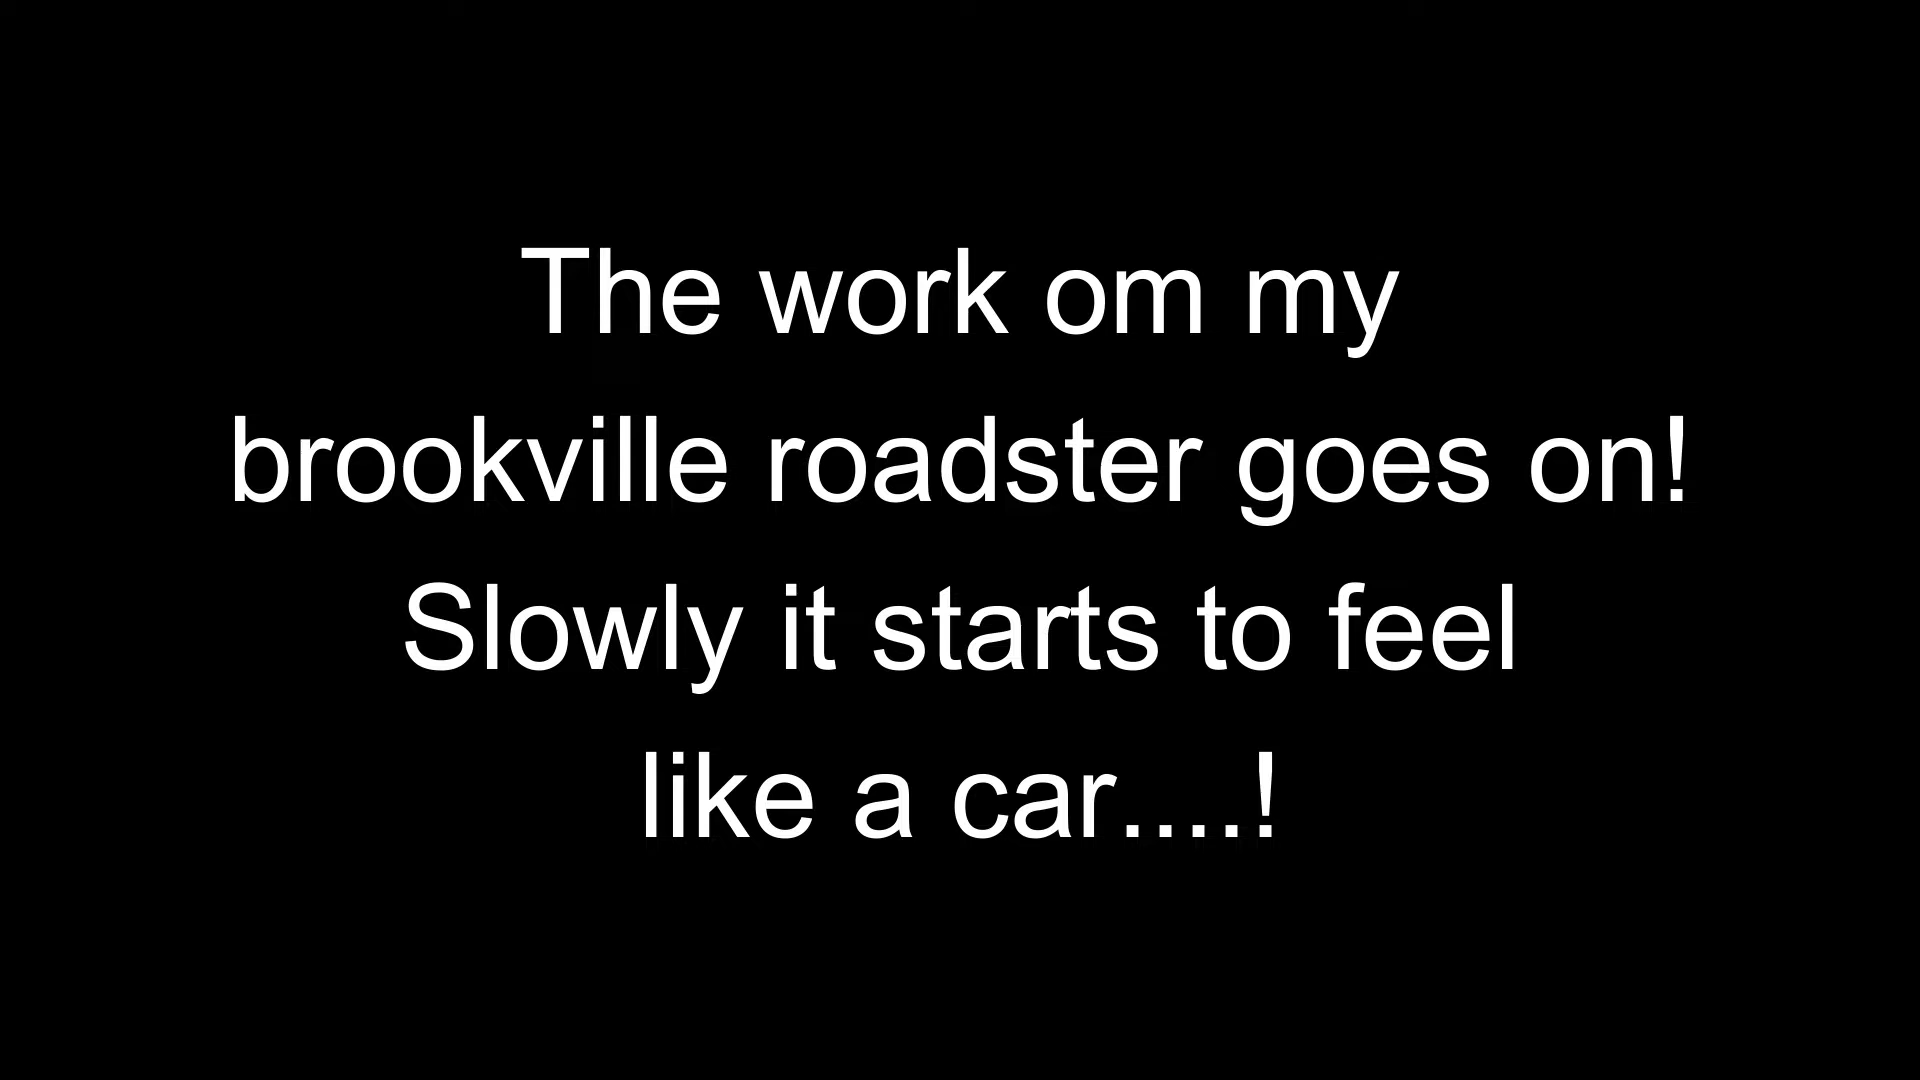 The work om my
brookville roadster goes on!
Slowly it starts to feel
like a car....!